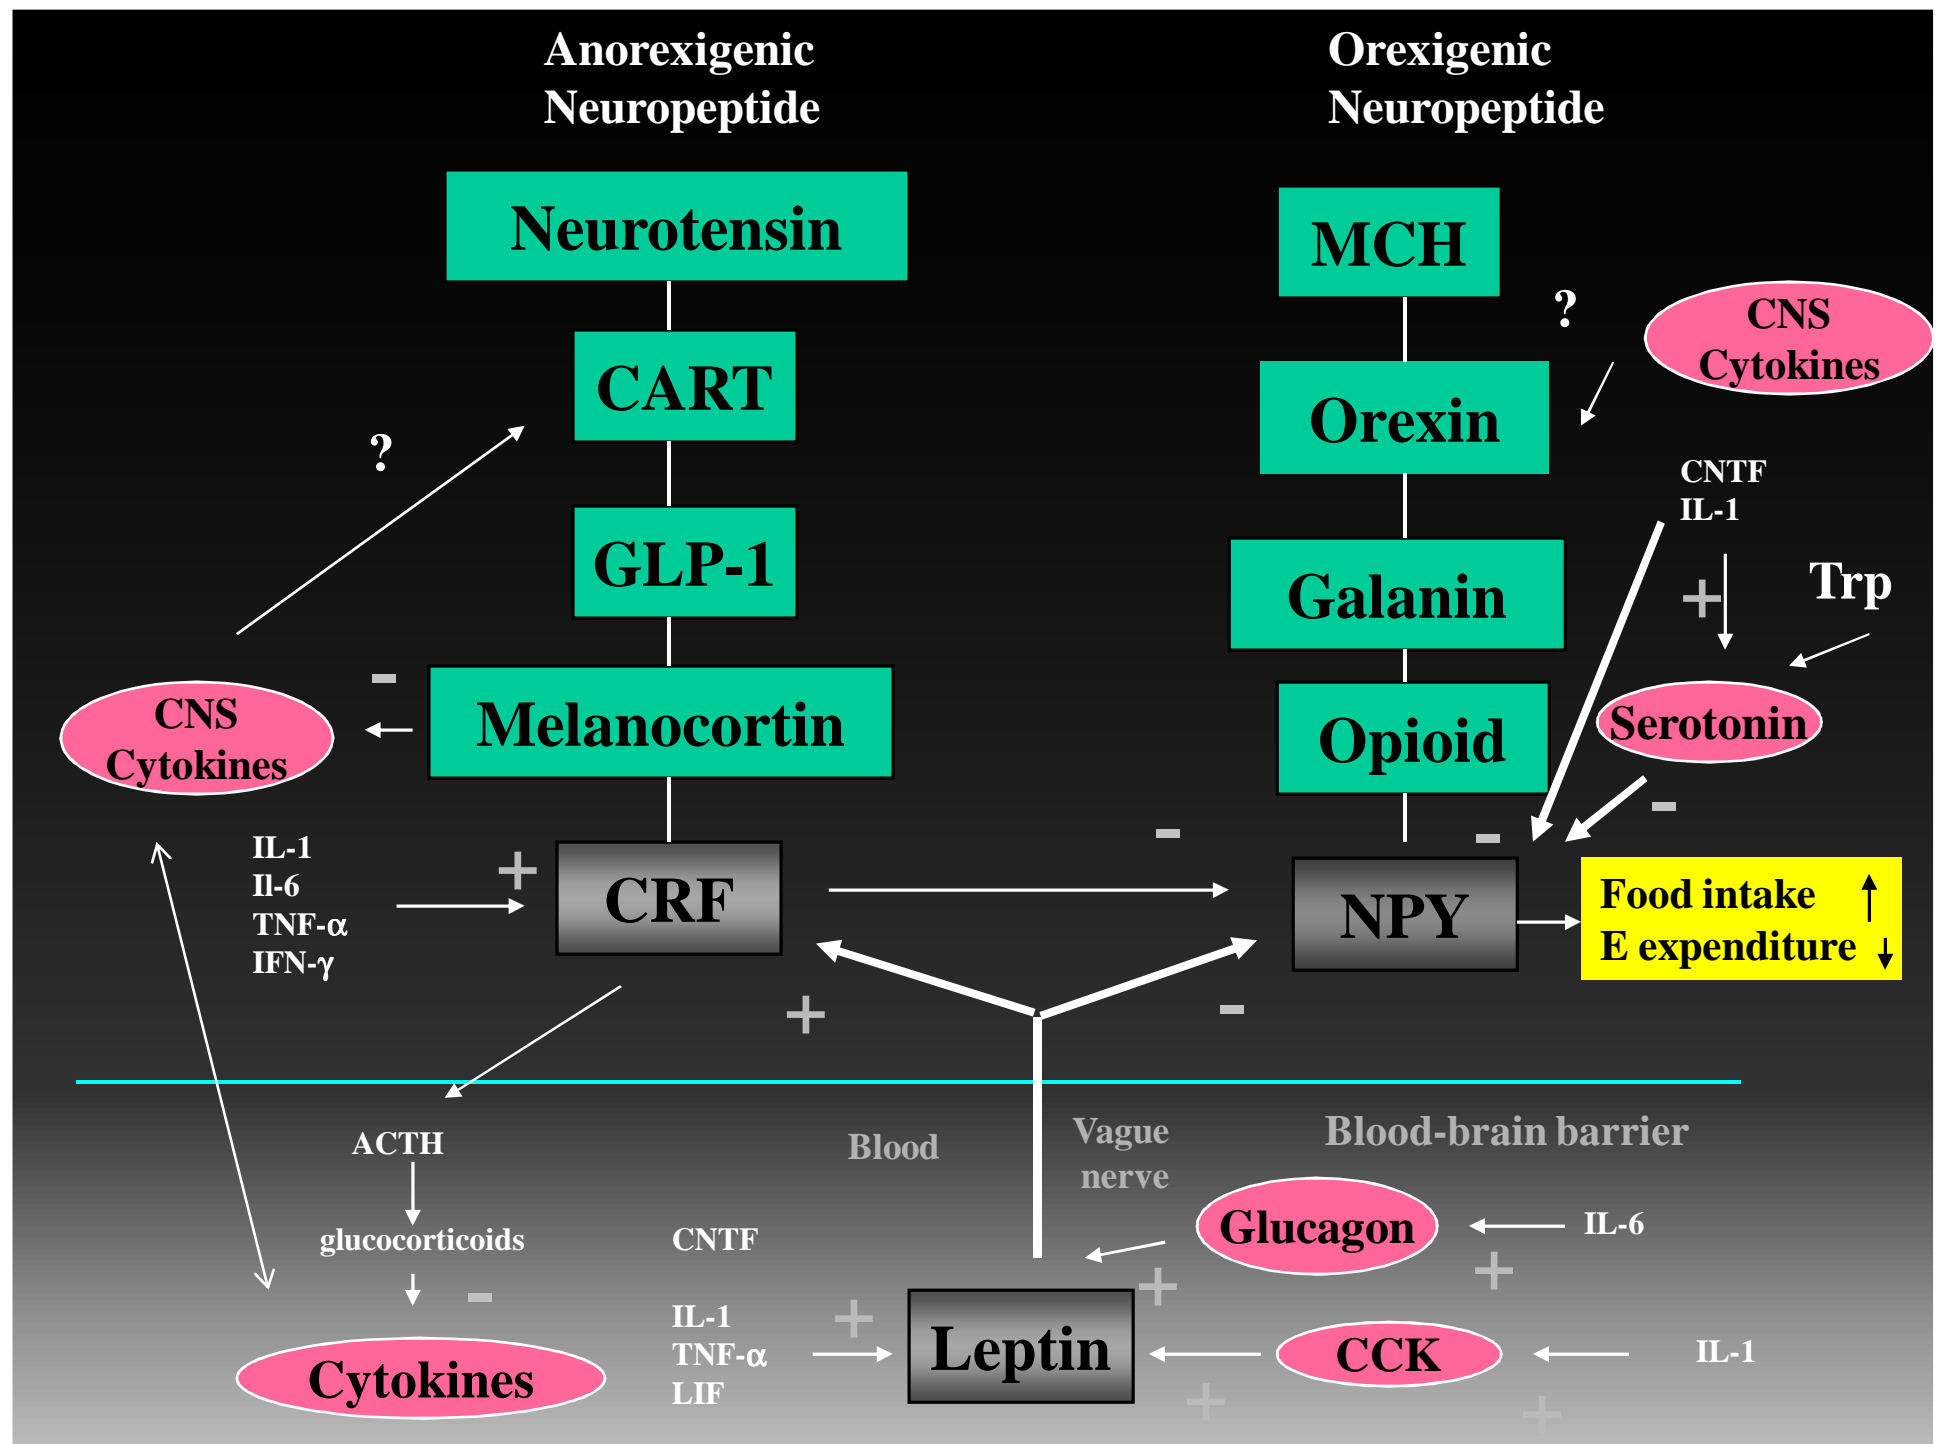 Anorexigenic
Neuropeptide
Orexigenic
Neuropeptide
Neurotensin
MCH
?
CNS
Cytokines
CART
Orexin
?
CNTF
IL-1
GLP-1
Galanin
+
Trp
-
CNS
Cytokines
Melanocortin
Opioid
Serotonin
-
IL-1
Il-6
TNF-α
IFN-γ
+
CRF
-
-
NPY
Food intake ↑
E expenditure ↓
+
-
ACTH
Blood
Vague
nerve
Blood-brain barrier
glucocorticoids
CNTF
Glucagon
IL-6
-
+
+
+
IL-1
TNF-α
LIF
Cytokines
Leptin
CCK
IL-1
+
+